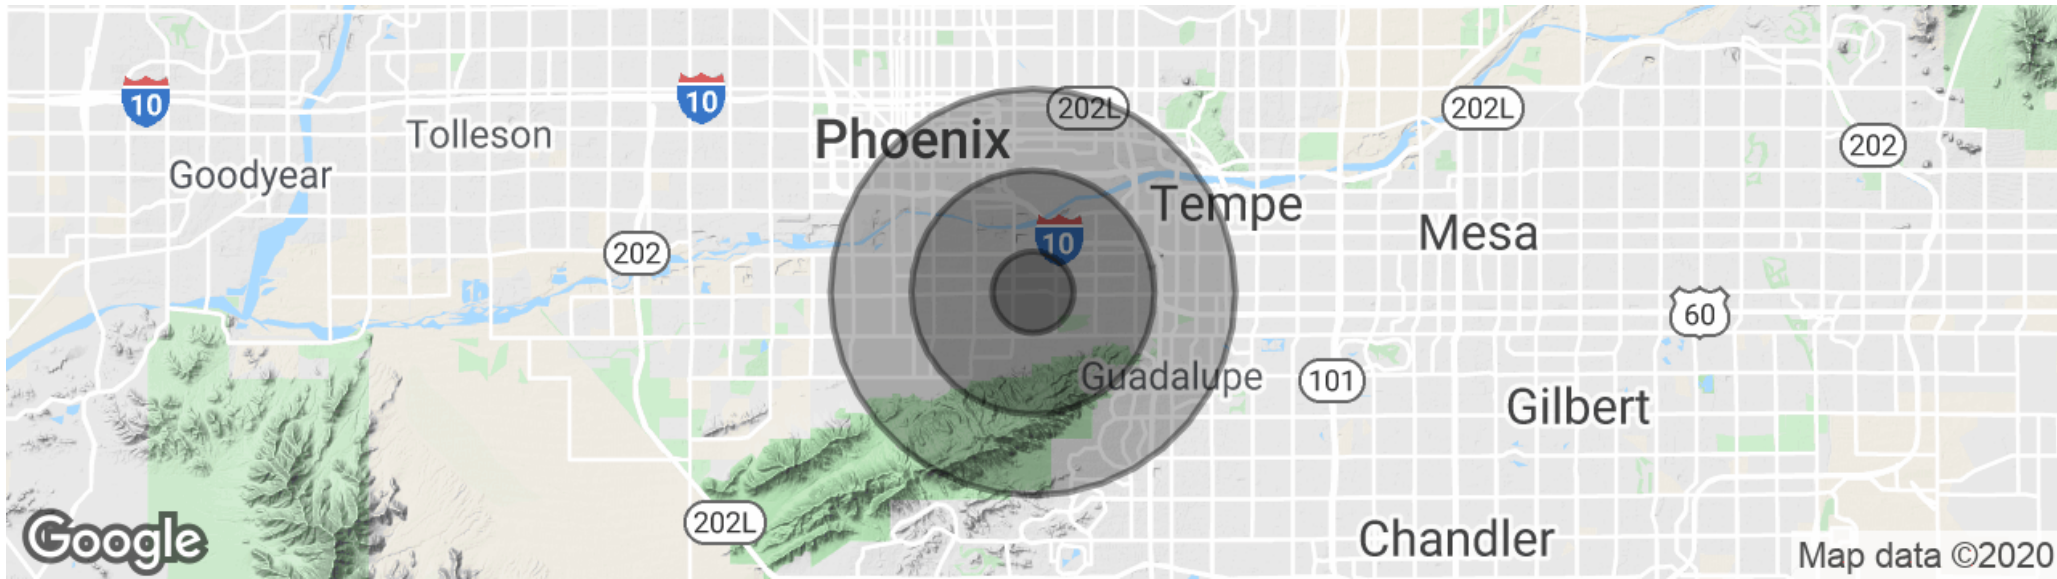 10
10
202L
202L
Tolleson
Phoenix
202
Goodyear
Tempe
Mesa
10
202
60
Guadalupe
101
Gilbert
202L
Google
Chandler
Map data ©2020